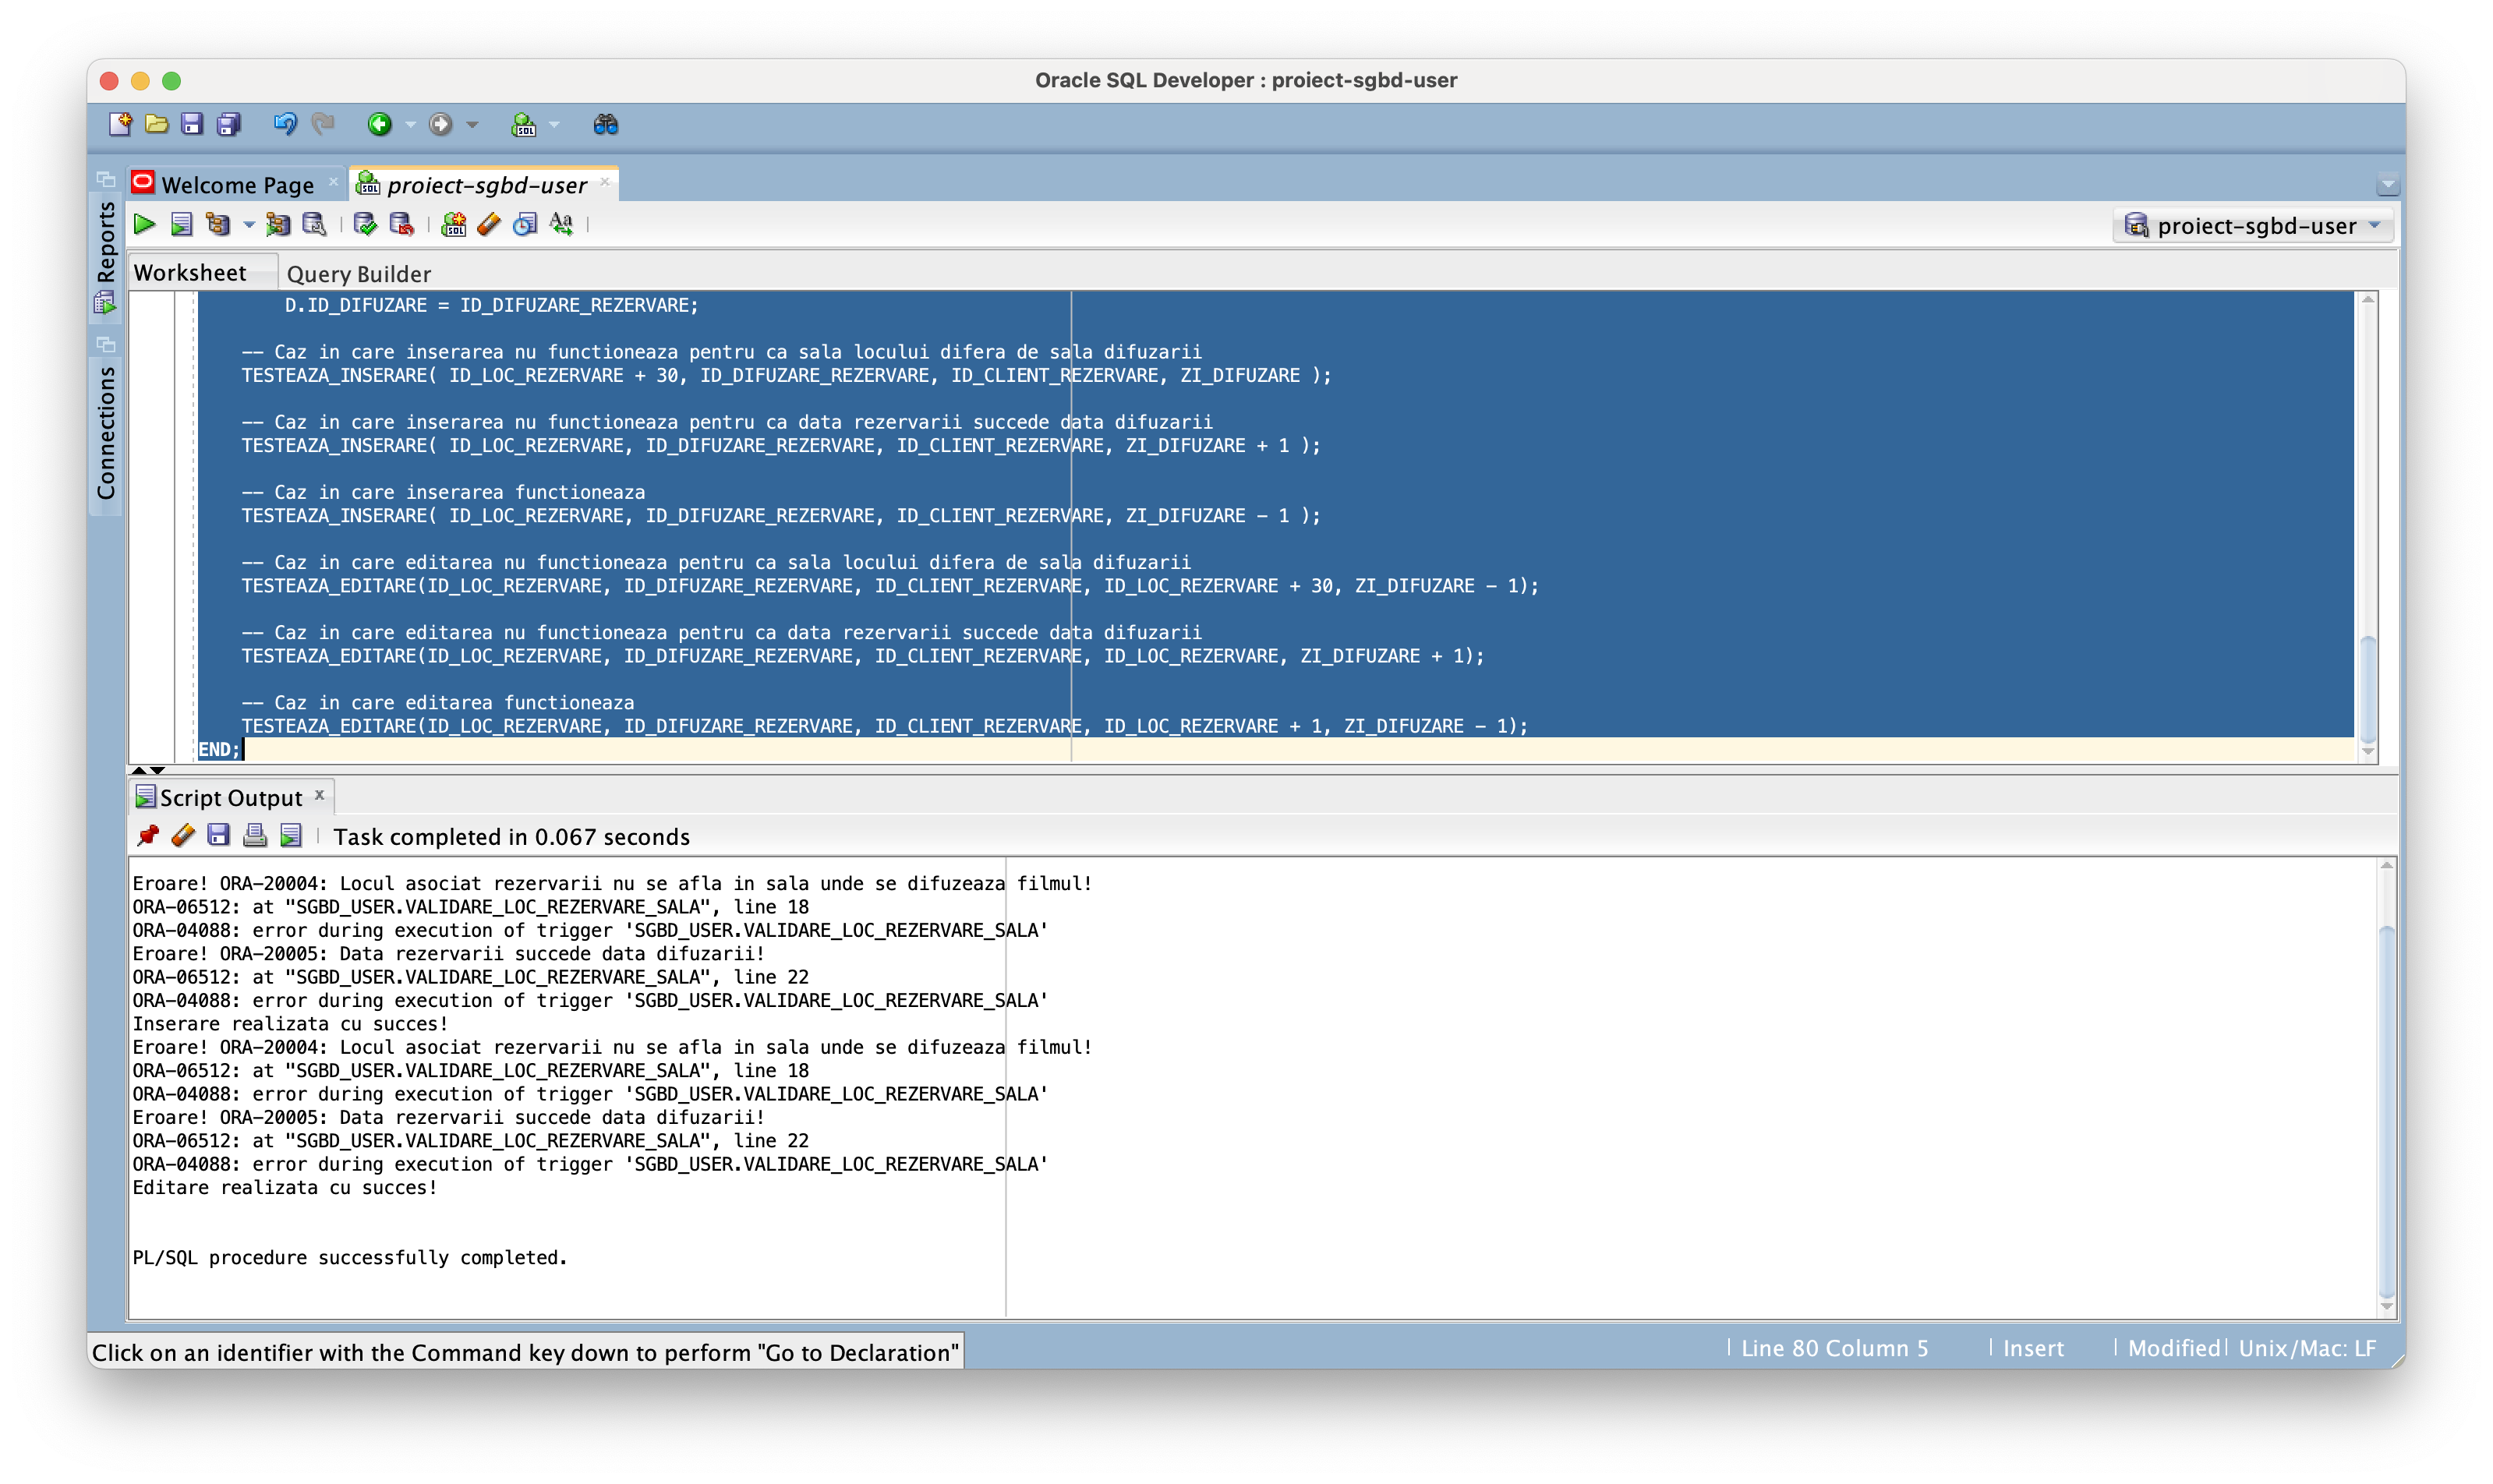 Oracle SQL Developer : proiect-sgbd-user
Welcome Page
proiect-sgbd-user
Reports
Connections
proiect-sgbd-user
Worksheet
Query Builder
D.ID_DIFUZARE = ID_DIFUZARE_REZERVARE;
-- Caz in care inserarea nu functioneaza pentru ca sala locului difera de sala difuzarii
TESTEAZA_INSERARE( ID_LOC_REZERVARE + 30, ID_DIFUZARE_REZERVARE, ID_CLIENT_REZERVARE, ZI_DIFUZARE );
-- Caz in care inserarea nu functioneaza pentru ca data rezervarii succede data difuzarii
TESTEAZA_INSERARE( ID_LOC_REZERVARE, ID_DIFUZARE_REZERVARE, ID_CLIENT_REZERVARE, ZI_DIFUZARE + 1 );
-- Caz in care inserarea functioneaza
TESTEAZA_INSERARE( ID_LOC_REZERVARE, ID_DIFUZARE_REZERVARE, ID_CLIENT_REZERVARE, ZI_DIFUZARE - 1 );
-- Caz in care editarea nu functioneaza pentru ca sala locului difera de sala difuzarii
TESTEAZA_EDITARE(ID_LOC_REZERVARE, ID_DIFUZARE_REZERVARE, ID_CLIENT_REZERVARE, ID_LOC_REZERVARE + 30, ZI_DIFUZARE - 1);
-- Caz in care editarea nu functioneaza pentru ca data rezervarii succede data difuzarii
TESTEAZA_EDITARE(ID_LOC_REZERVARE, ID_DIFUZARE_REZERVARE, ID_CLIENT_REZERVARE, ID_LOC_REZERVARE, ZI_DIFUZARE + 1);
-- Caz in care editarea functioneaza
TESTEAZA_EDITARE(ID_LOC_REZERVARE, ID_DIFUZARE_REZERVARE, ID_CLIENT_REZERVARE, ID_LOC_REZERVARE + 1, ZI_DIFUZARE - 1);
END;
Script Output
Task completed in 0.067 seconds
Eroare! ORA-20004: Locul asociat rezervarii nu se afla in sala unde se difuzeaza filmul!
ORA-06512: at "SGBD_USER.VALIDARE_LOC_REZERVARE_SALA", line 18
ORA-04088: error during execution of trigger 'SGBD_USER.VALIDARE_LOC_REZERVARE_SALA'
Eroare! ORA-20005: Data rezervarii succede data difuzarii!
ORA-06512: at "SGBD_USER.VALIDARE_LOC_REZERVARE_SALA", line 22
ORA-04088: error during execution of trigger 'SGBD_USER.VALIDARE_LOC_REZERVARE_SALA'
Inserare realizata cu succes!
Eroare! ORA-20004: Locul asociat rezervarii nu se afla in sala unde se difuzeaza filmul!
ORA-06512: at "SGBD_USER.VALIDARE_LOC_REZERVARE_SALA", line 18
ORA-04088: error during execution of trigger 'SGBD_USER.VALIDARE_LOC_REZERVARE_SALA'
Eroare! ORA-20005: Data rezervarii succede data difuzarii!
ORA-06512: at "SGBD_USER.VALIDARE_LOC_REZERVARE_SALA", line 22
ORA-04088: error during execution of trigger 'SGBD_USER.VALIDARE_LOC_REZERVARE_SALA'
Editare realizata cu succes!
PL/SQL procedure successfully completed.
Click on an identifier with the Command key down to perform "Go to Declaration"
Line 80 Column 5
Insert
Modified
Unix/Mac: LF